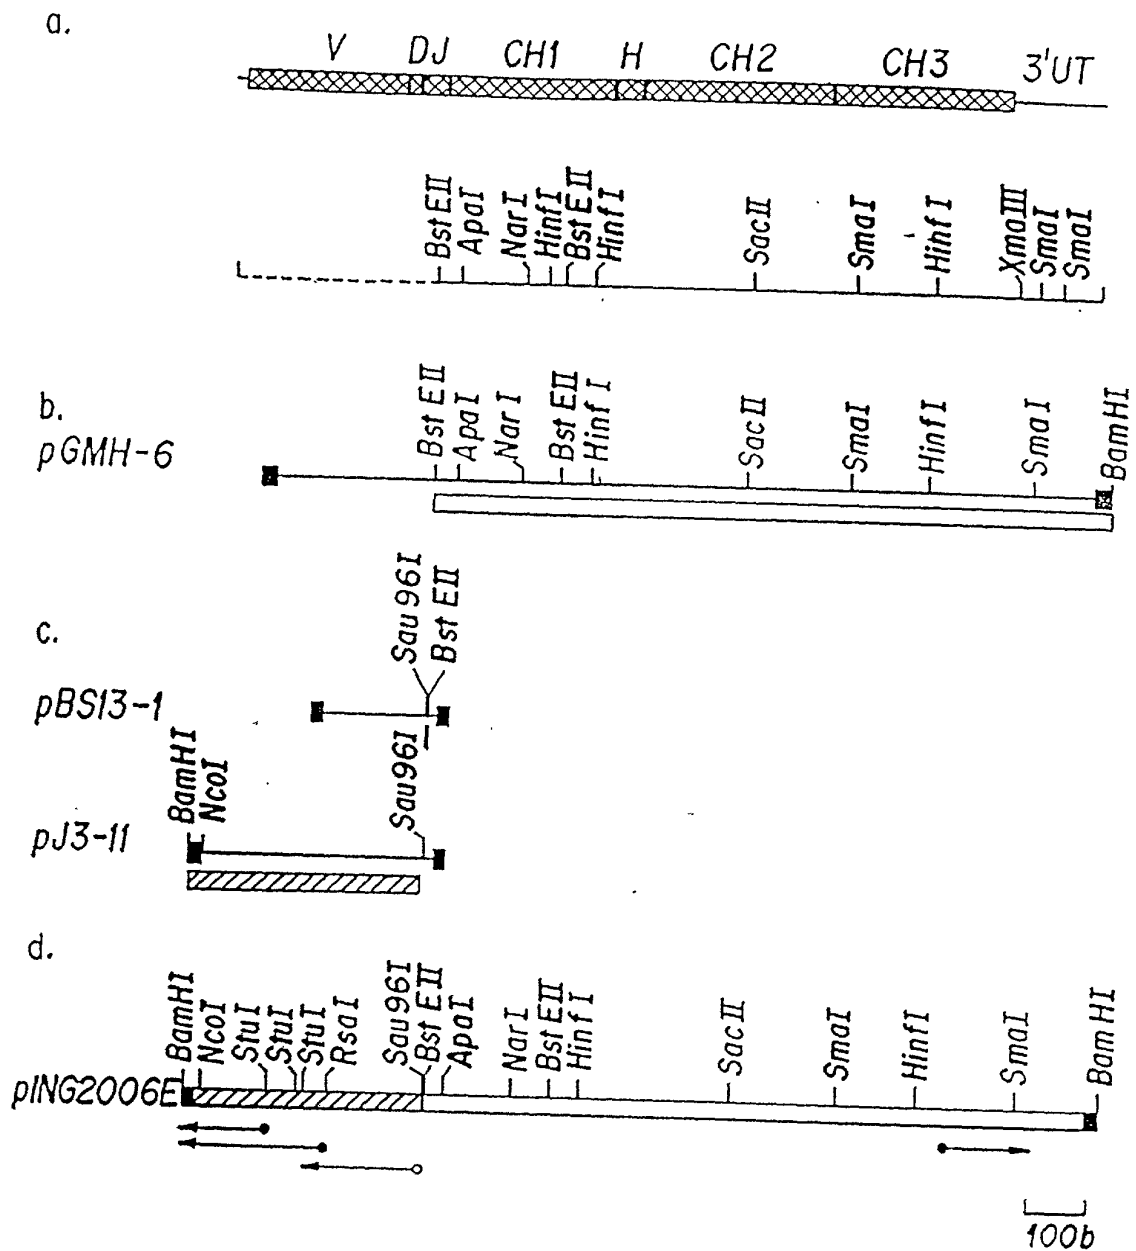 a.
V DJ CH1 H CH2 CH3 3'UT
BstEII ApaI NarI HinfI BstEII HinfI SacII SmaI HinfI XmaIII SmaI SmaI
b.
pGMH-6
BstEII ApaI NarI BstEII HinfI SacII SmaI HinfI SmaI BamHI
c.
pBS13-1
Sau96I BstEII
Sau96I
pJ3-11
BamHI NcoI
d.
pING2006E
BamHI NcoI StuI StuI StuI RsaI Sau96I BstEII ApaI NarI BstEII HinfI SacII SmaI HinfI SmaI BamHI
100b